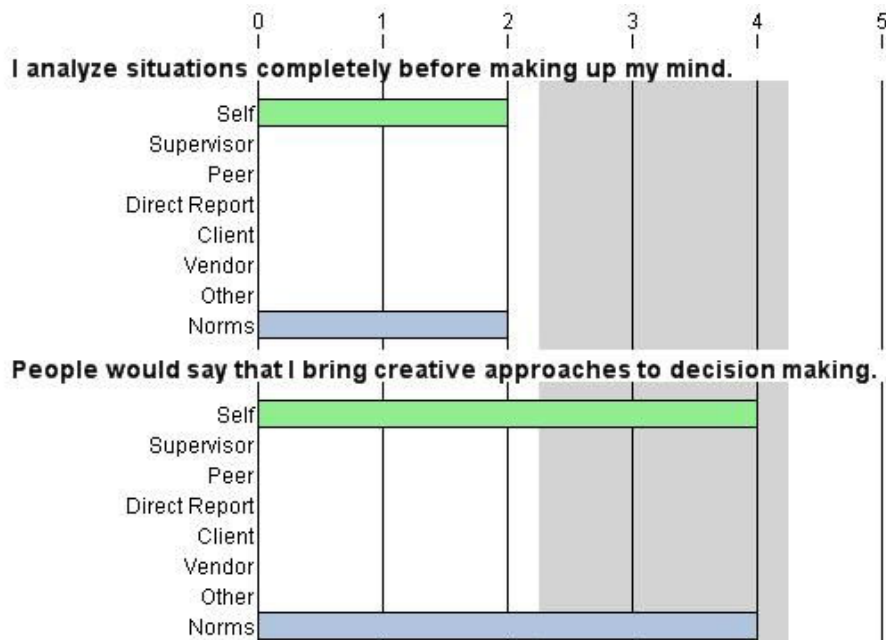 0 1 2 3 4 5
I analyze situations completely before making up my mind.
Self
Supervisor
Peer
Direct Report
Client
Vendor
Other
Norms
People would say that I bring creative approaches to decision making.
Self
Supervisor
Peer
Direct Report
Client
Vendor
Other
Norms